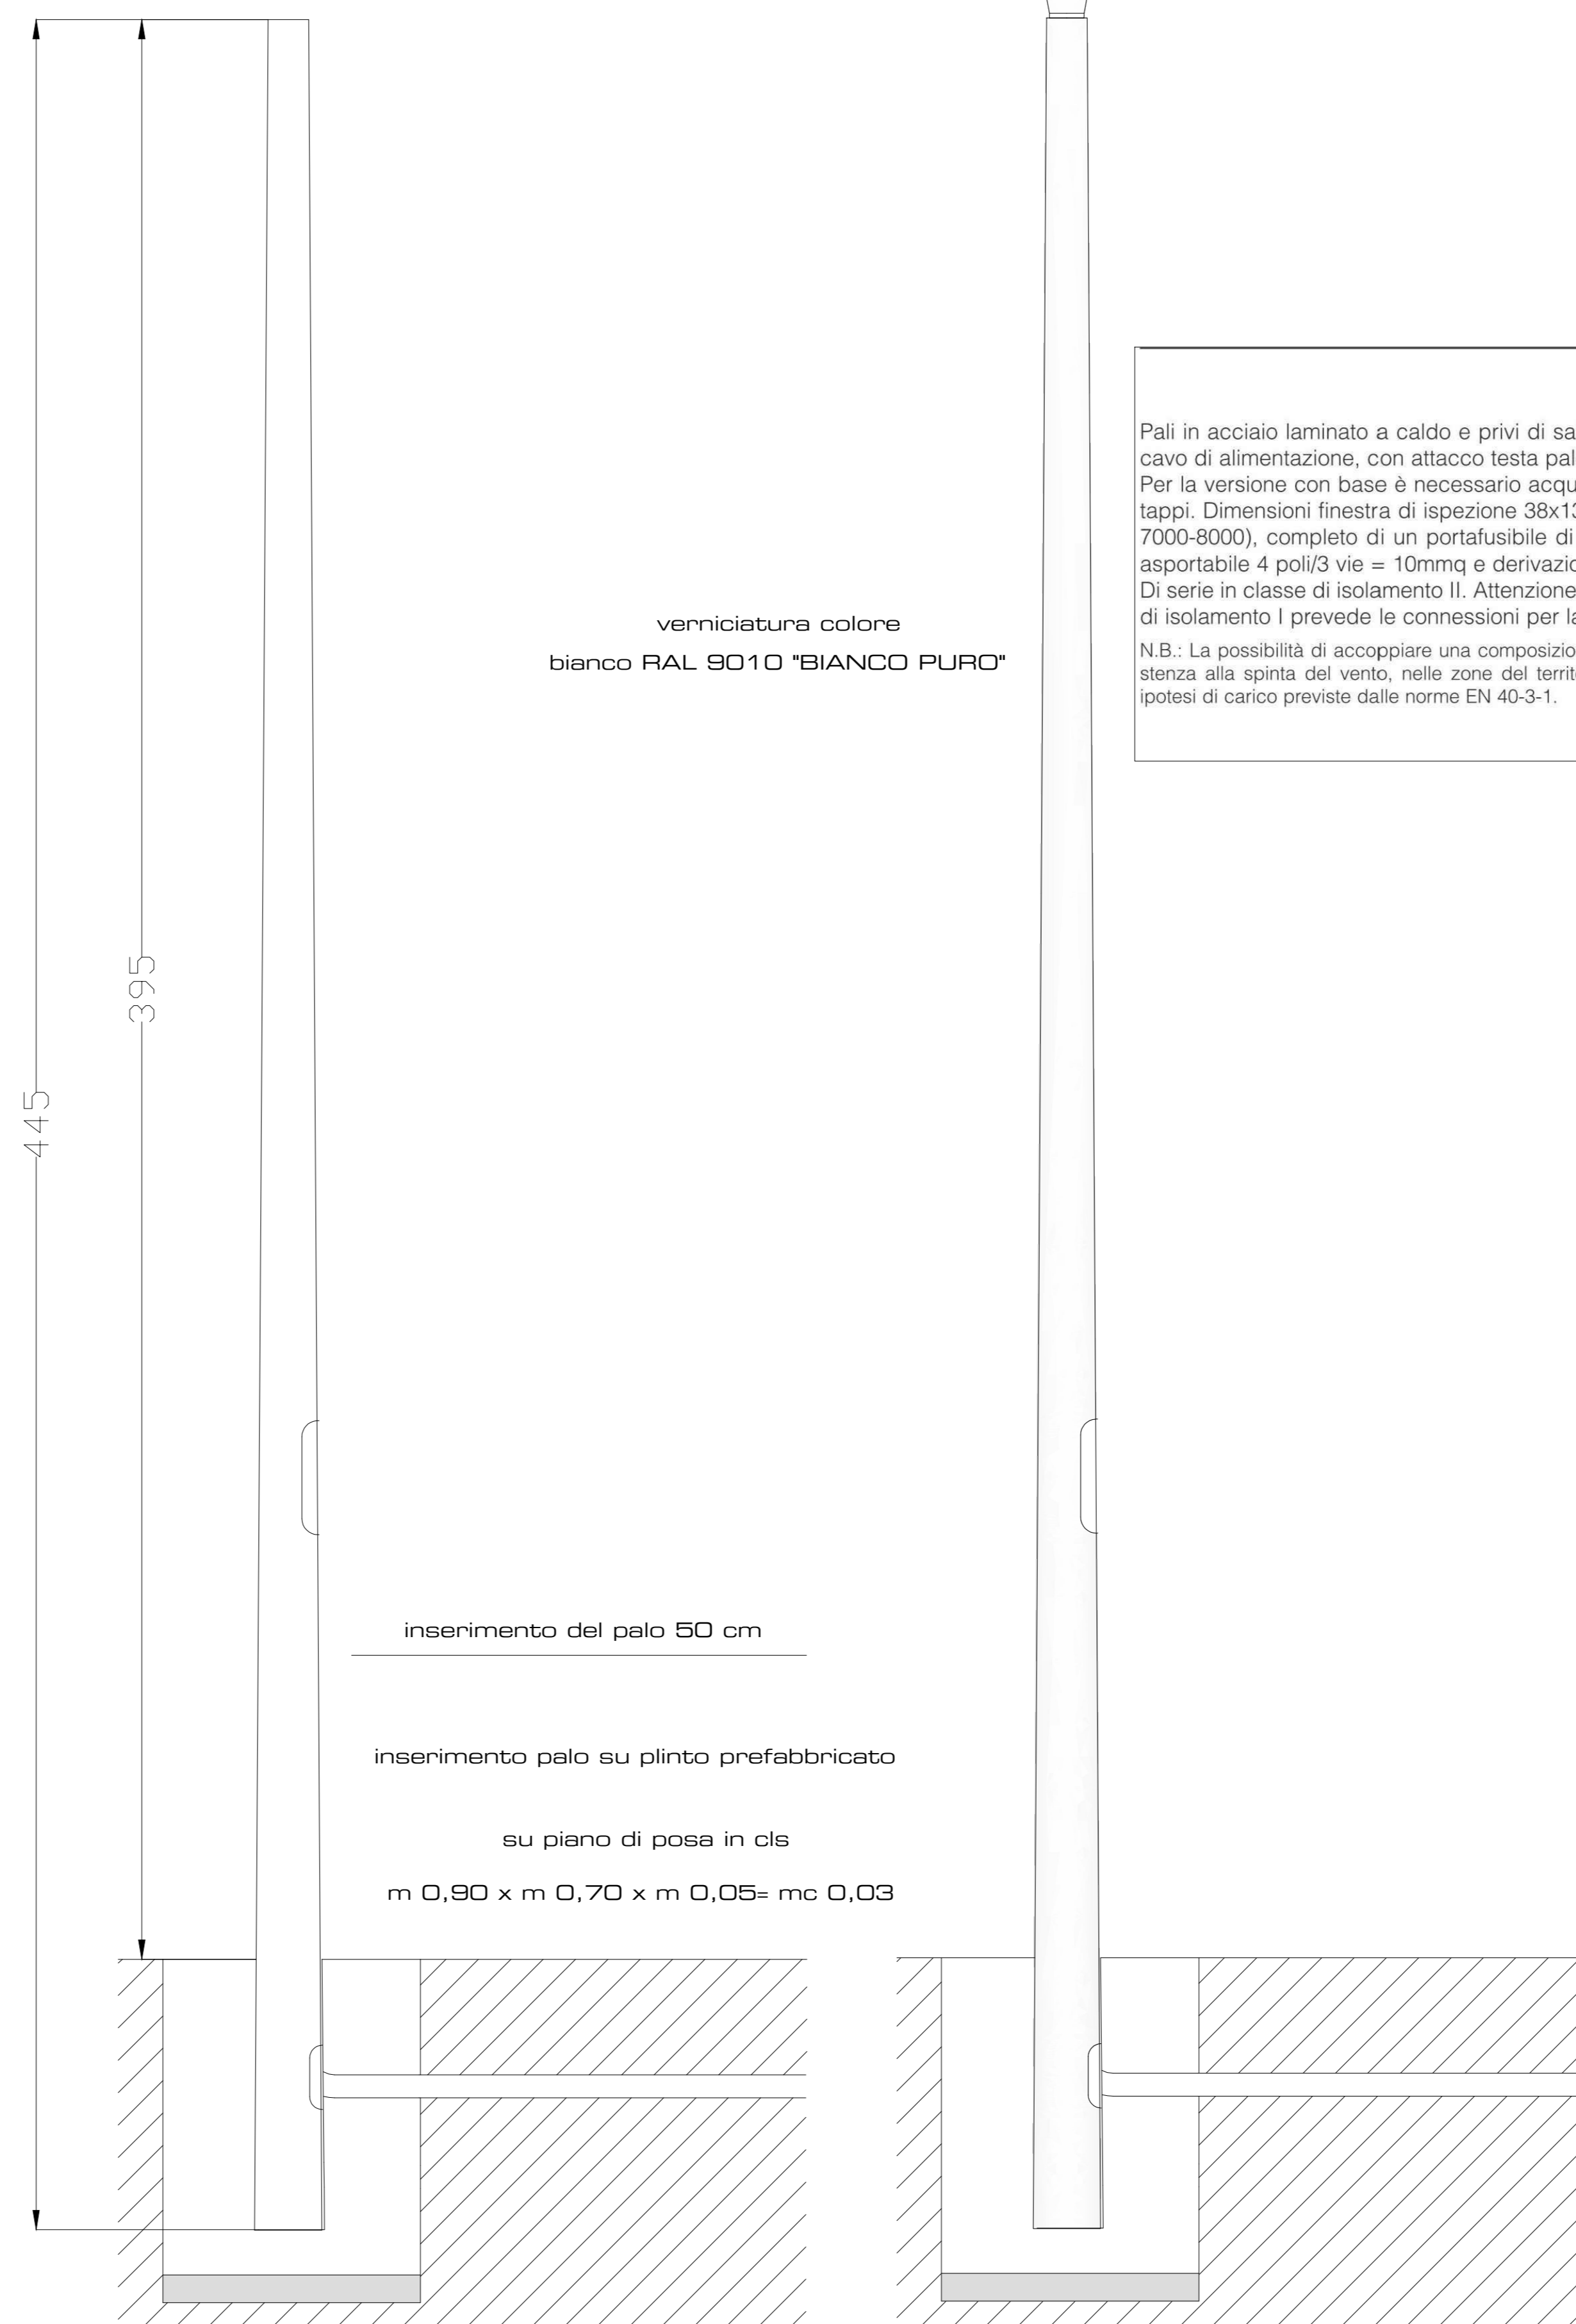 Pali in acciaio laminato a caldo e privi di
cavo di alimentazione, con attacco testa
Per la versione con base è necessario
tappi. Dimensioni finestra di ispezione
7000-8000), completo di un portafusibile di
asportabile 4 poli/3 vie = 10mmq e
Di serie in classe di isolamento II. Attenzione
di isolamento I prevede le connessioni per
N.B.: La possibilità di accoppiare una
stenza alla spinta del vento, nelle zone del
ipotesi di carico previste dalle norme EN 40-3-1.
verniciatura colore
bianco RAL 9010 "BIANCO PURO"
395
445
inserimento del palo 50 cm
inserimento palo su plinto prefabbricato
su piano di posa in cls
m 0,90 x m 0,70 x m 0,05= mc 0,03